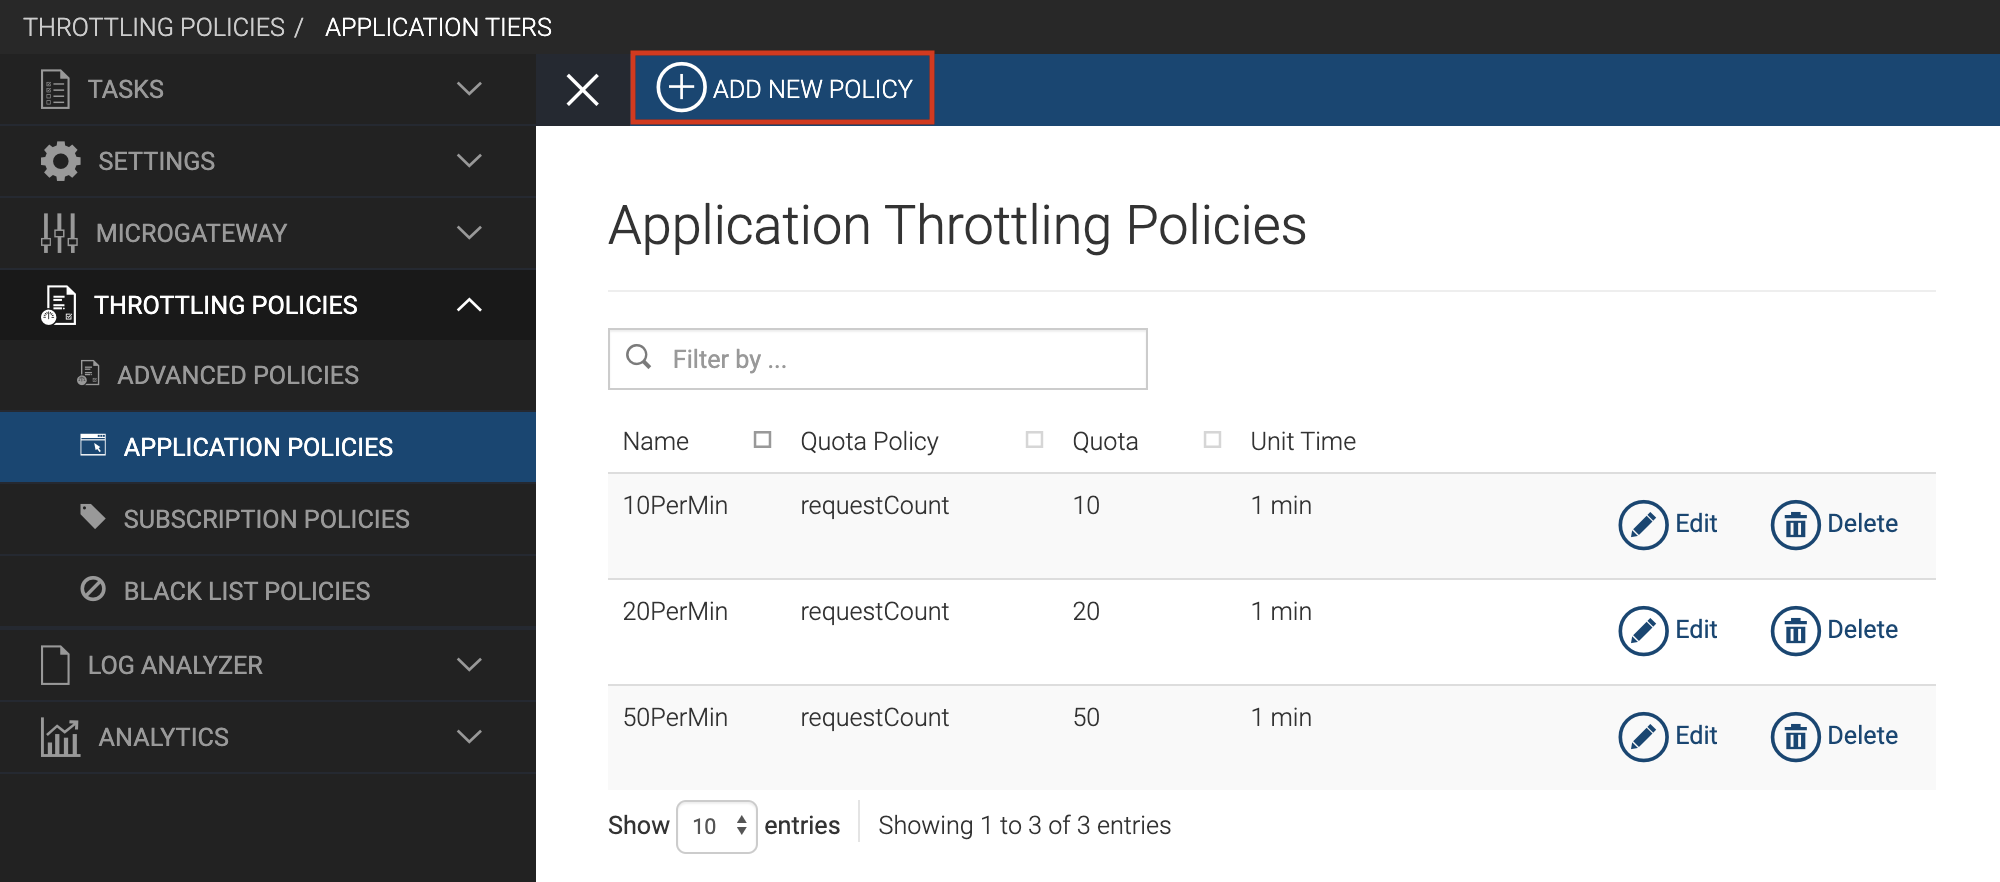 THROTTLING POLICIES / APPLICATION TIERS
TASKS
SETTINGS
MICROGATEWAY
THROTTLING POLICIES
ADVANCED POLICIES
APPLICATION POLICIES
SUBSCRIPTION POLICIES
BLACK LIST POLICIES
LOG ANALYZER
ANALYTICS
ADD NEW POLICY
Application Throttling Policies
Filter by ...
Name Quota Policy Quota Unit Time
10PerMin requestCount 10 1 min Edit Delete
20PerMin requestCount 20 1 min Edit Delete
50PerMin requestCount 50 1 min Edit Delete
Show 10 entries Showing 1 to 3 of 3 entries